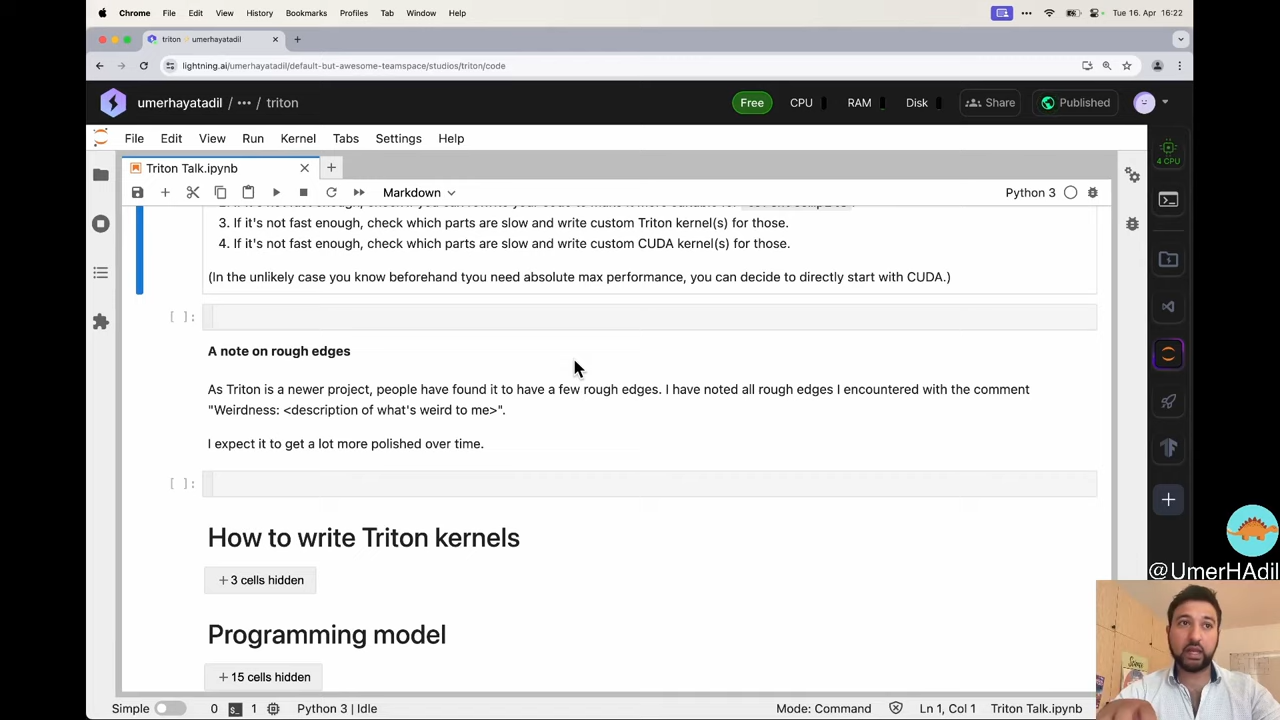 Chrome File Edit View History Bookmarks Profiles Tab Window Help Tue 16. Apr 16:22
triton umerhayatadil
lightning.ai/umerhayatadil/default-but-awesome-teamspace/studios/triton/code
umerhayatadil / ··· / triton Free CPU RAM Disk Share Published
File Edit View Run Kernel Tabs Settings Help
4 CPU
Triton Talk.ipynb
Markdown Python 3
3. If it's not fast enough, check which parts are slow and write custom Triton kernel(s) for those.
4. If it's not fast enough, check which parts are slow and write custom CUDA kernel(s) for those.
(In the unlikely case you know beforehand tyou need absolute max performance, you can decide to directly start with CUDA.)
[ ]:
A note on rough edges
As Triton is a newer project, people have found it to have a few rough edges. I have noted all rough edges I encountered with the comment
"Weirdness: <description of what's weird to me>".
I expect it to get a lot more polished over time.
[ ]:
How to write Triton kernels
+ 3 cells hidden
@UmerHAdil
Programming model
+ 15 cells hidden
Simple 0 1 Python 3 | Idle Mode: Command Ln 1, Col 1 Triton Talk.ipynb